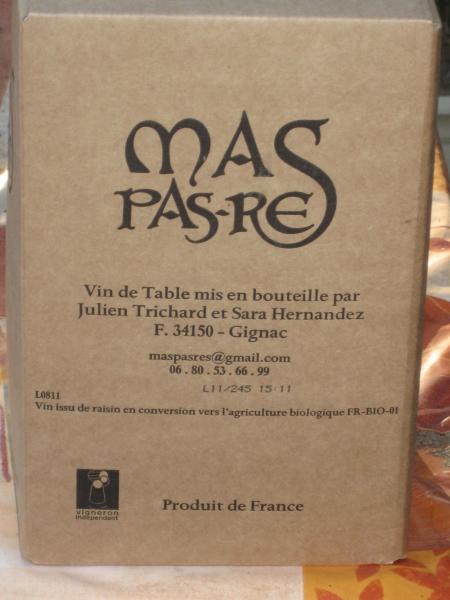 MAS
PAS-RES
Vin de Table mis en bouteille par
Julien Trichard et Sara Hernandez
F. 34150 - Gignac
maspasres@gmail.com
06 . 80 . 53 . 66 . 99
L11/245 15:11
L0811
Vin issu de raisin en conversion vers l'agriculture biologique FR-BIO-01
vigneron
indépendant
Produit de France